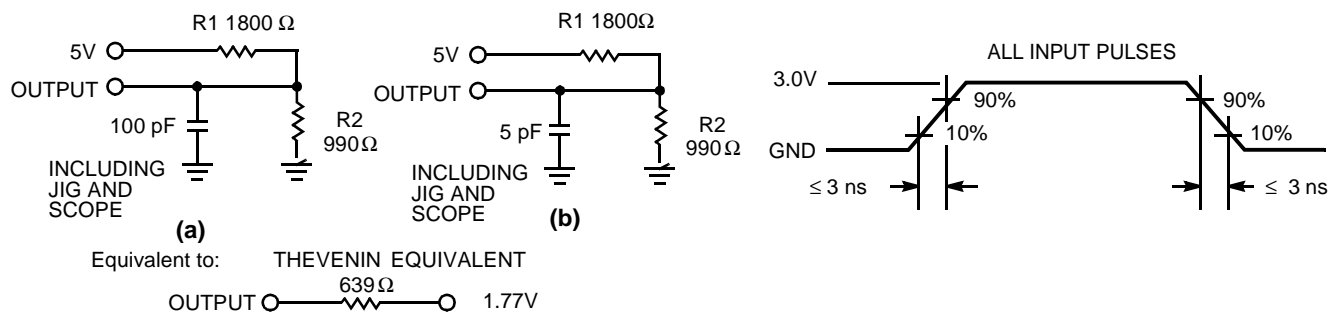 R1 1800 Ω
5V
OUTPUT
100 pF
R2
990Ω
INCLUDING
JIG AND
SCOPE
(a)
R1 1800Ω
5V
OUTPUT
5 pF
R2
990Ω
INCLUDING
JIG AND
SCOPE
(b)
ALL INPUT PULSES
3.0V
90%
10%
90%
10%
GND
≤ 3 ns
≤ 3 ns
Equivalent to: THEVENIN EQUIVALENT
639Ω
OUTPUT 1.77V